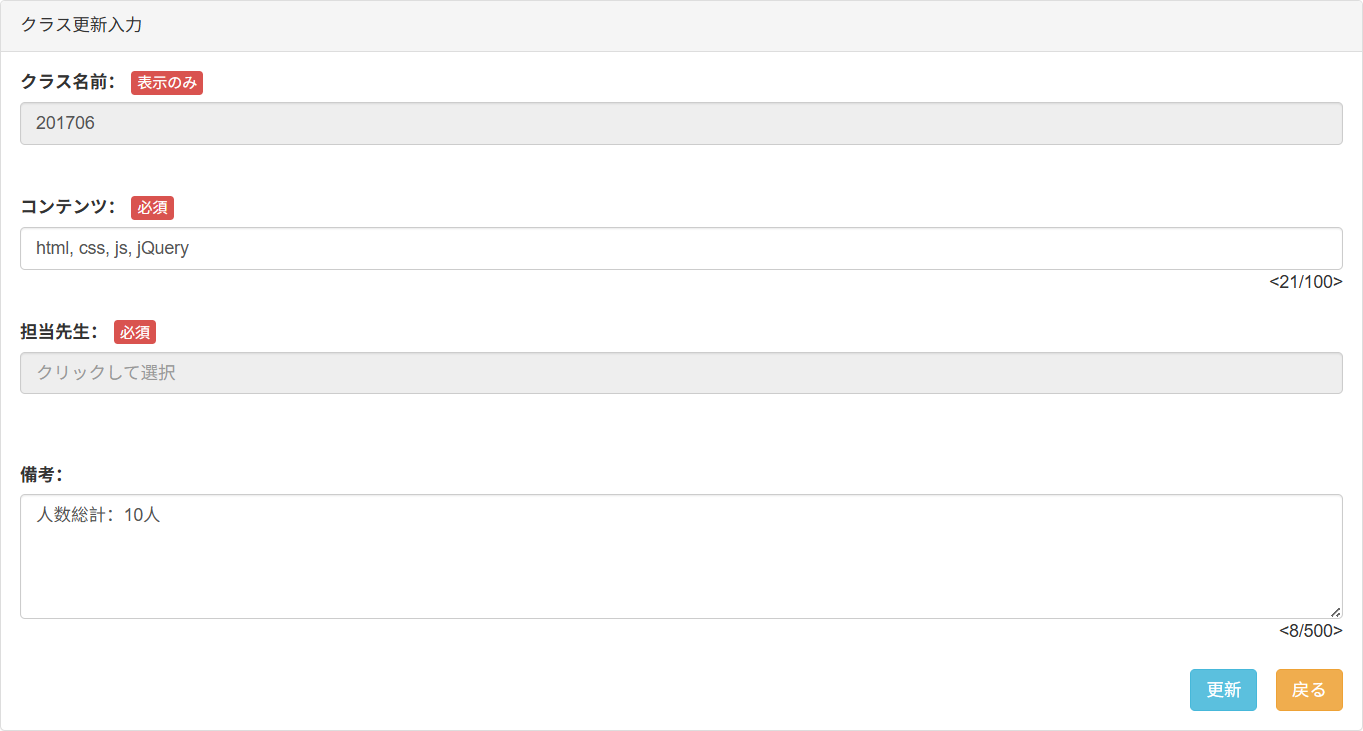 クラス更新入力
クラス名前： 表示のみ
201706
コンテンツ： 必須
html, css, js, jQuery
<21/100>
担当先生： 必須
クリックして選択
備考：
人数総計：10人
<8/500>
更新 戻る